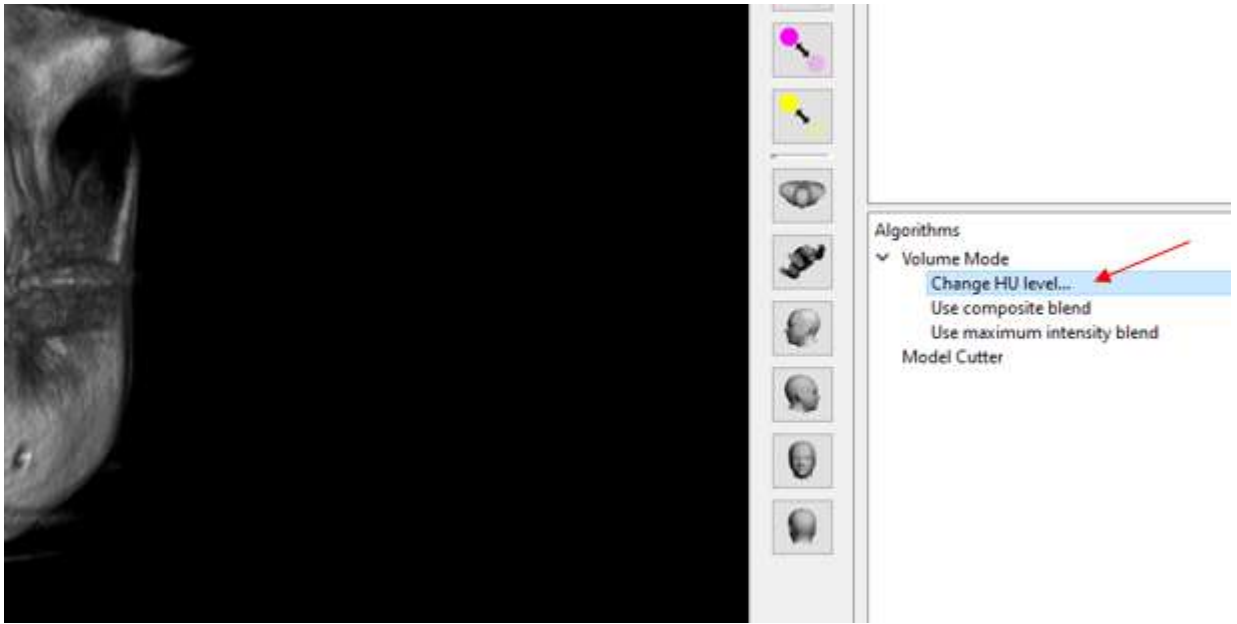 Algorithms
Volume Mode
Change HU level...
Use composite blend
Use maximum intensity blend
Model Cutter